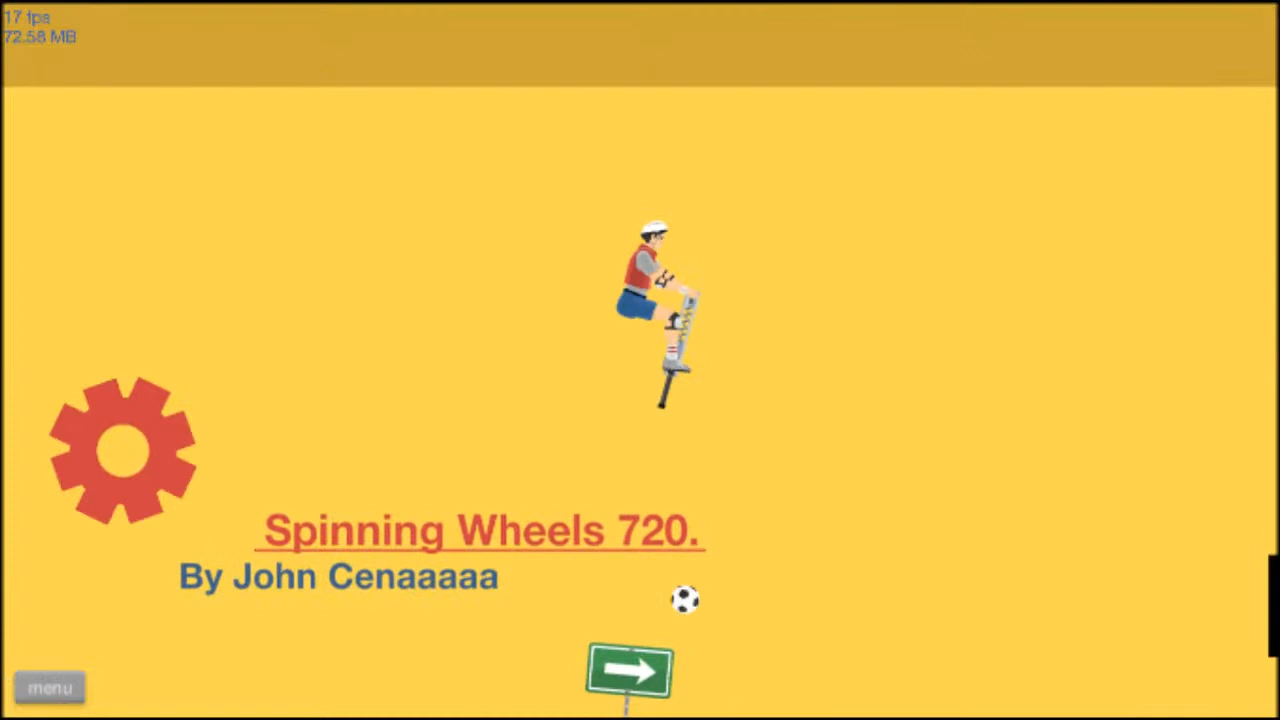 17 fps
72.58 MB
Spinning Wheels 720.
By John Cenaaaaa
menu